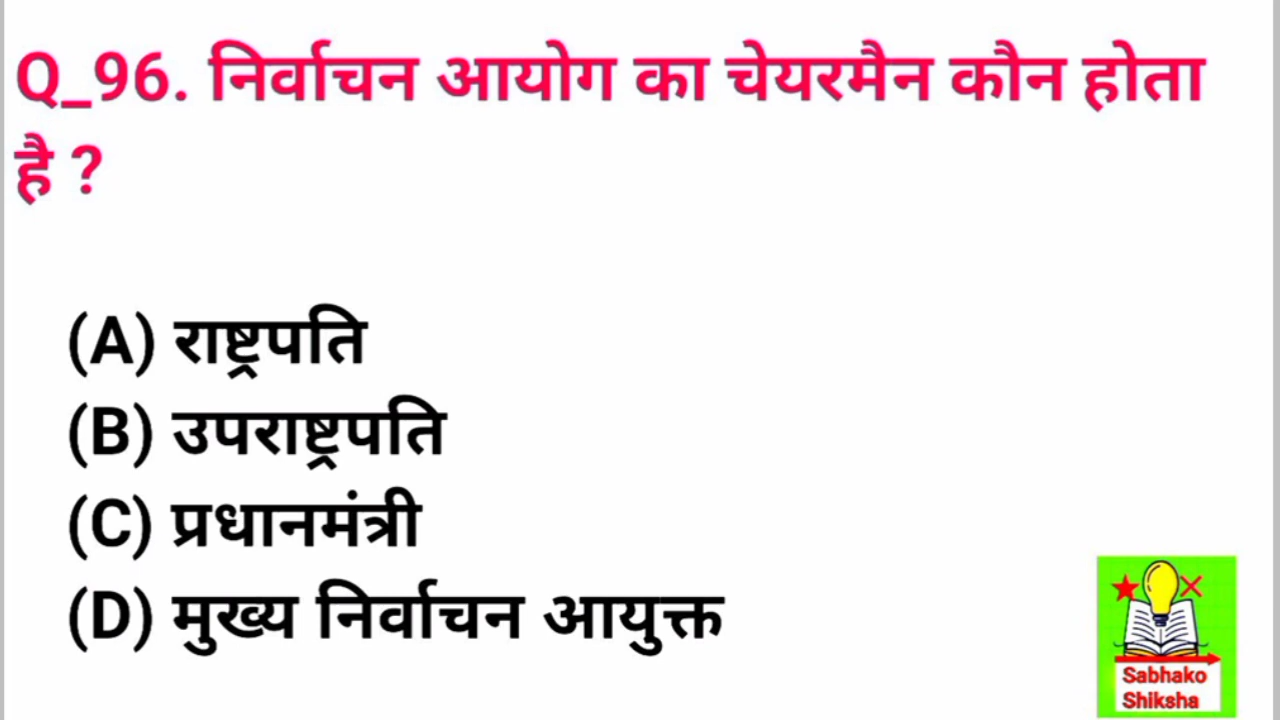 Q_96. निर्वाचन आयोग का चेयरमैन कौन होता
है ?
(A) राष्ट्रपति
(B) उपराष्ट्रपति
(C) प्रधानमंत्री
(D) मुख्य निर्वाचन आयुक्त
Sabhako
Shiksha